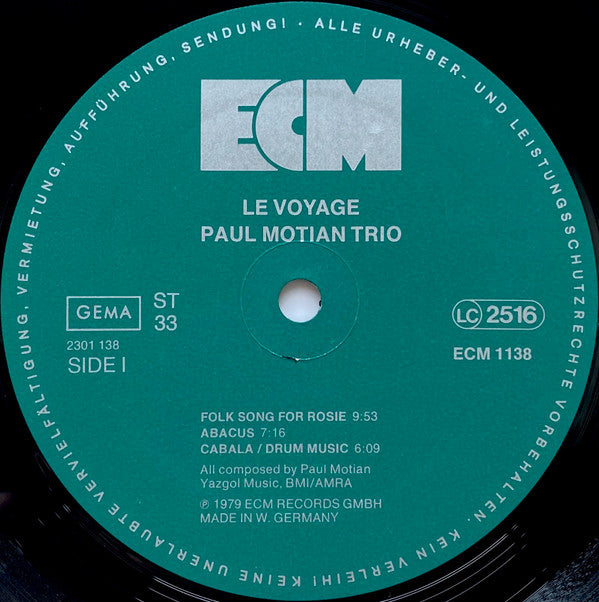 ALLE URHEBER- UND LEISTUNGSSCHUTZRECHTE VORBEHALTEN. KEIN VERLEIH! KEINE UNERLAUBTE VERVIELFÄLTIGUNG, VERMIETUNG, AUFFÜHRUNG, SENDUNG! ·
ECM
LE VOYAGE
PAUL MOTIAN TRIO
GEMA
ST
33
2301 138
SIDE I
LC 2516
ECM 1138
FOLK SONG FOR ROSIE 9:53
ABACUS 7:16
CABALA / DRUM MUSIC 6:09
All composed by Paul Motian
Yazgol Music, BMI/AMRA
℗ 1979 ECM RECORDS GMBH
MADE IN W. GERMANY